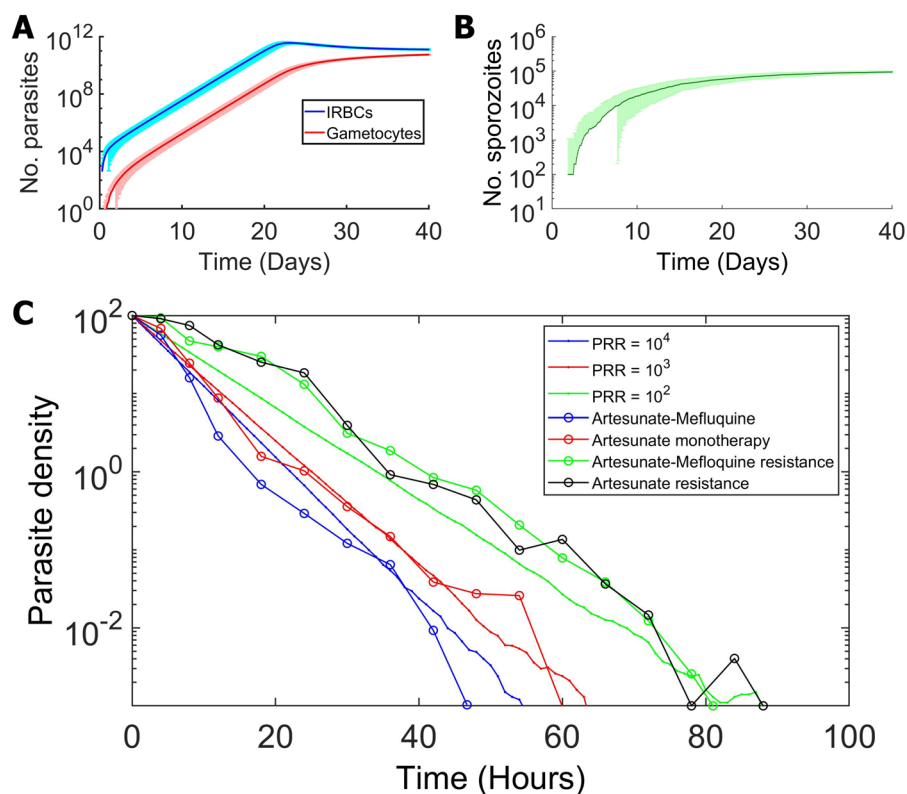 A
10^12
10^8
10^4
10^0
No. parasites
IRBCs
Gametocytes
0 10 20 30 40
Time (Days)
B
10^6
10^5
10^4
10^3
10^2
10^1
No. sporozoites
0 10 20 30 40
Time (Days)
C
10^2
10^0
10^-2
Parasite density
PRR = 10^4
PRR = 10^3
PRR = 10^2
Artesunate-Mefluquine
Artesunate monotherapy
Artesunate-Mefloquine resistance
Artesunate resistance
0 20 40 60 80 100
Time (Hours)